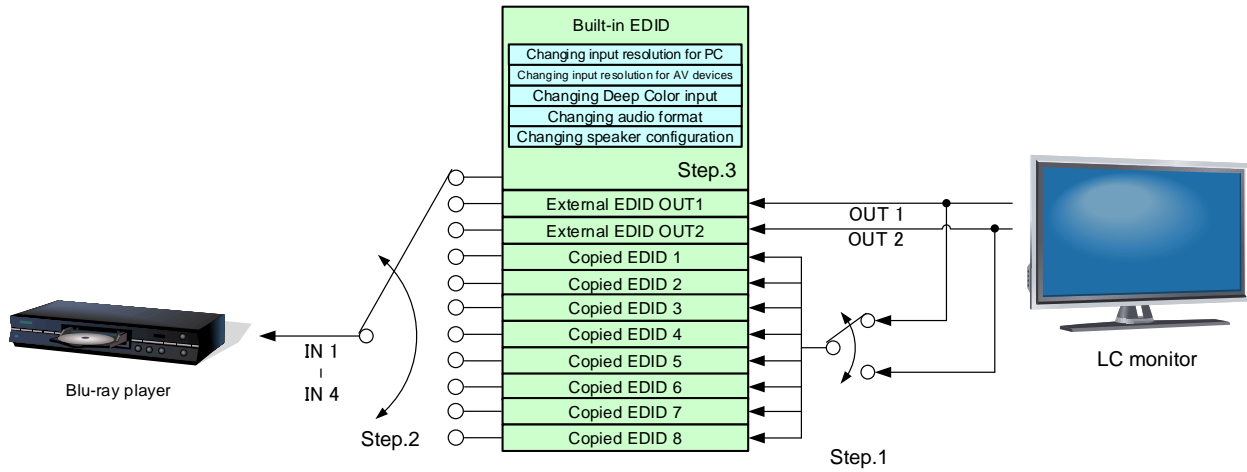 Built-in EDID
Changing input resolution for PC
Changing input resolution for AV devices
Changing Deep Color input
Changing audio format
Changing speaker configuration
Step.3
External EDID OUT1
External EDID OUT2
Copied EDID 1
Copied EDID 2
Copied EDID 3
Copied EDID 4
Copied EDID 5
Copied EDID 6
Copied EDID 7
Copied EDID 8
OUT 1
OUT 2
LC monitor
IN 1
|
IN 4
Blu-ray player
Step.2
Step.1